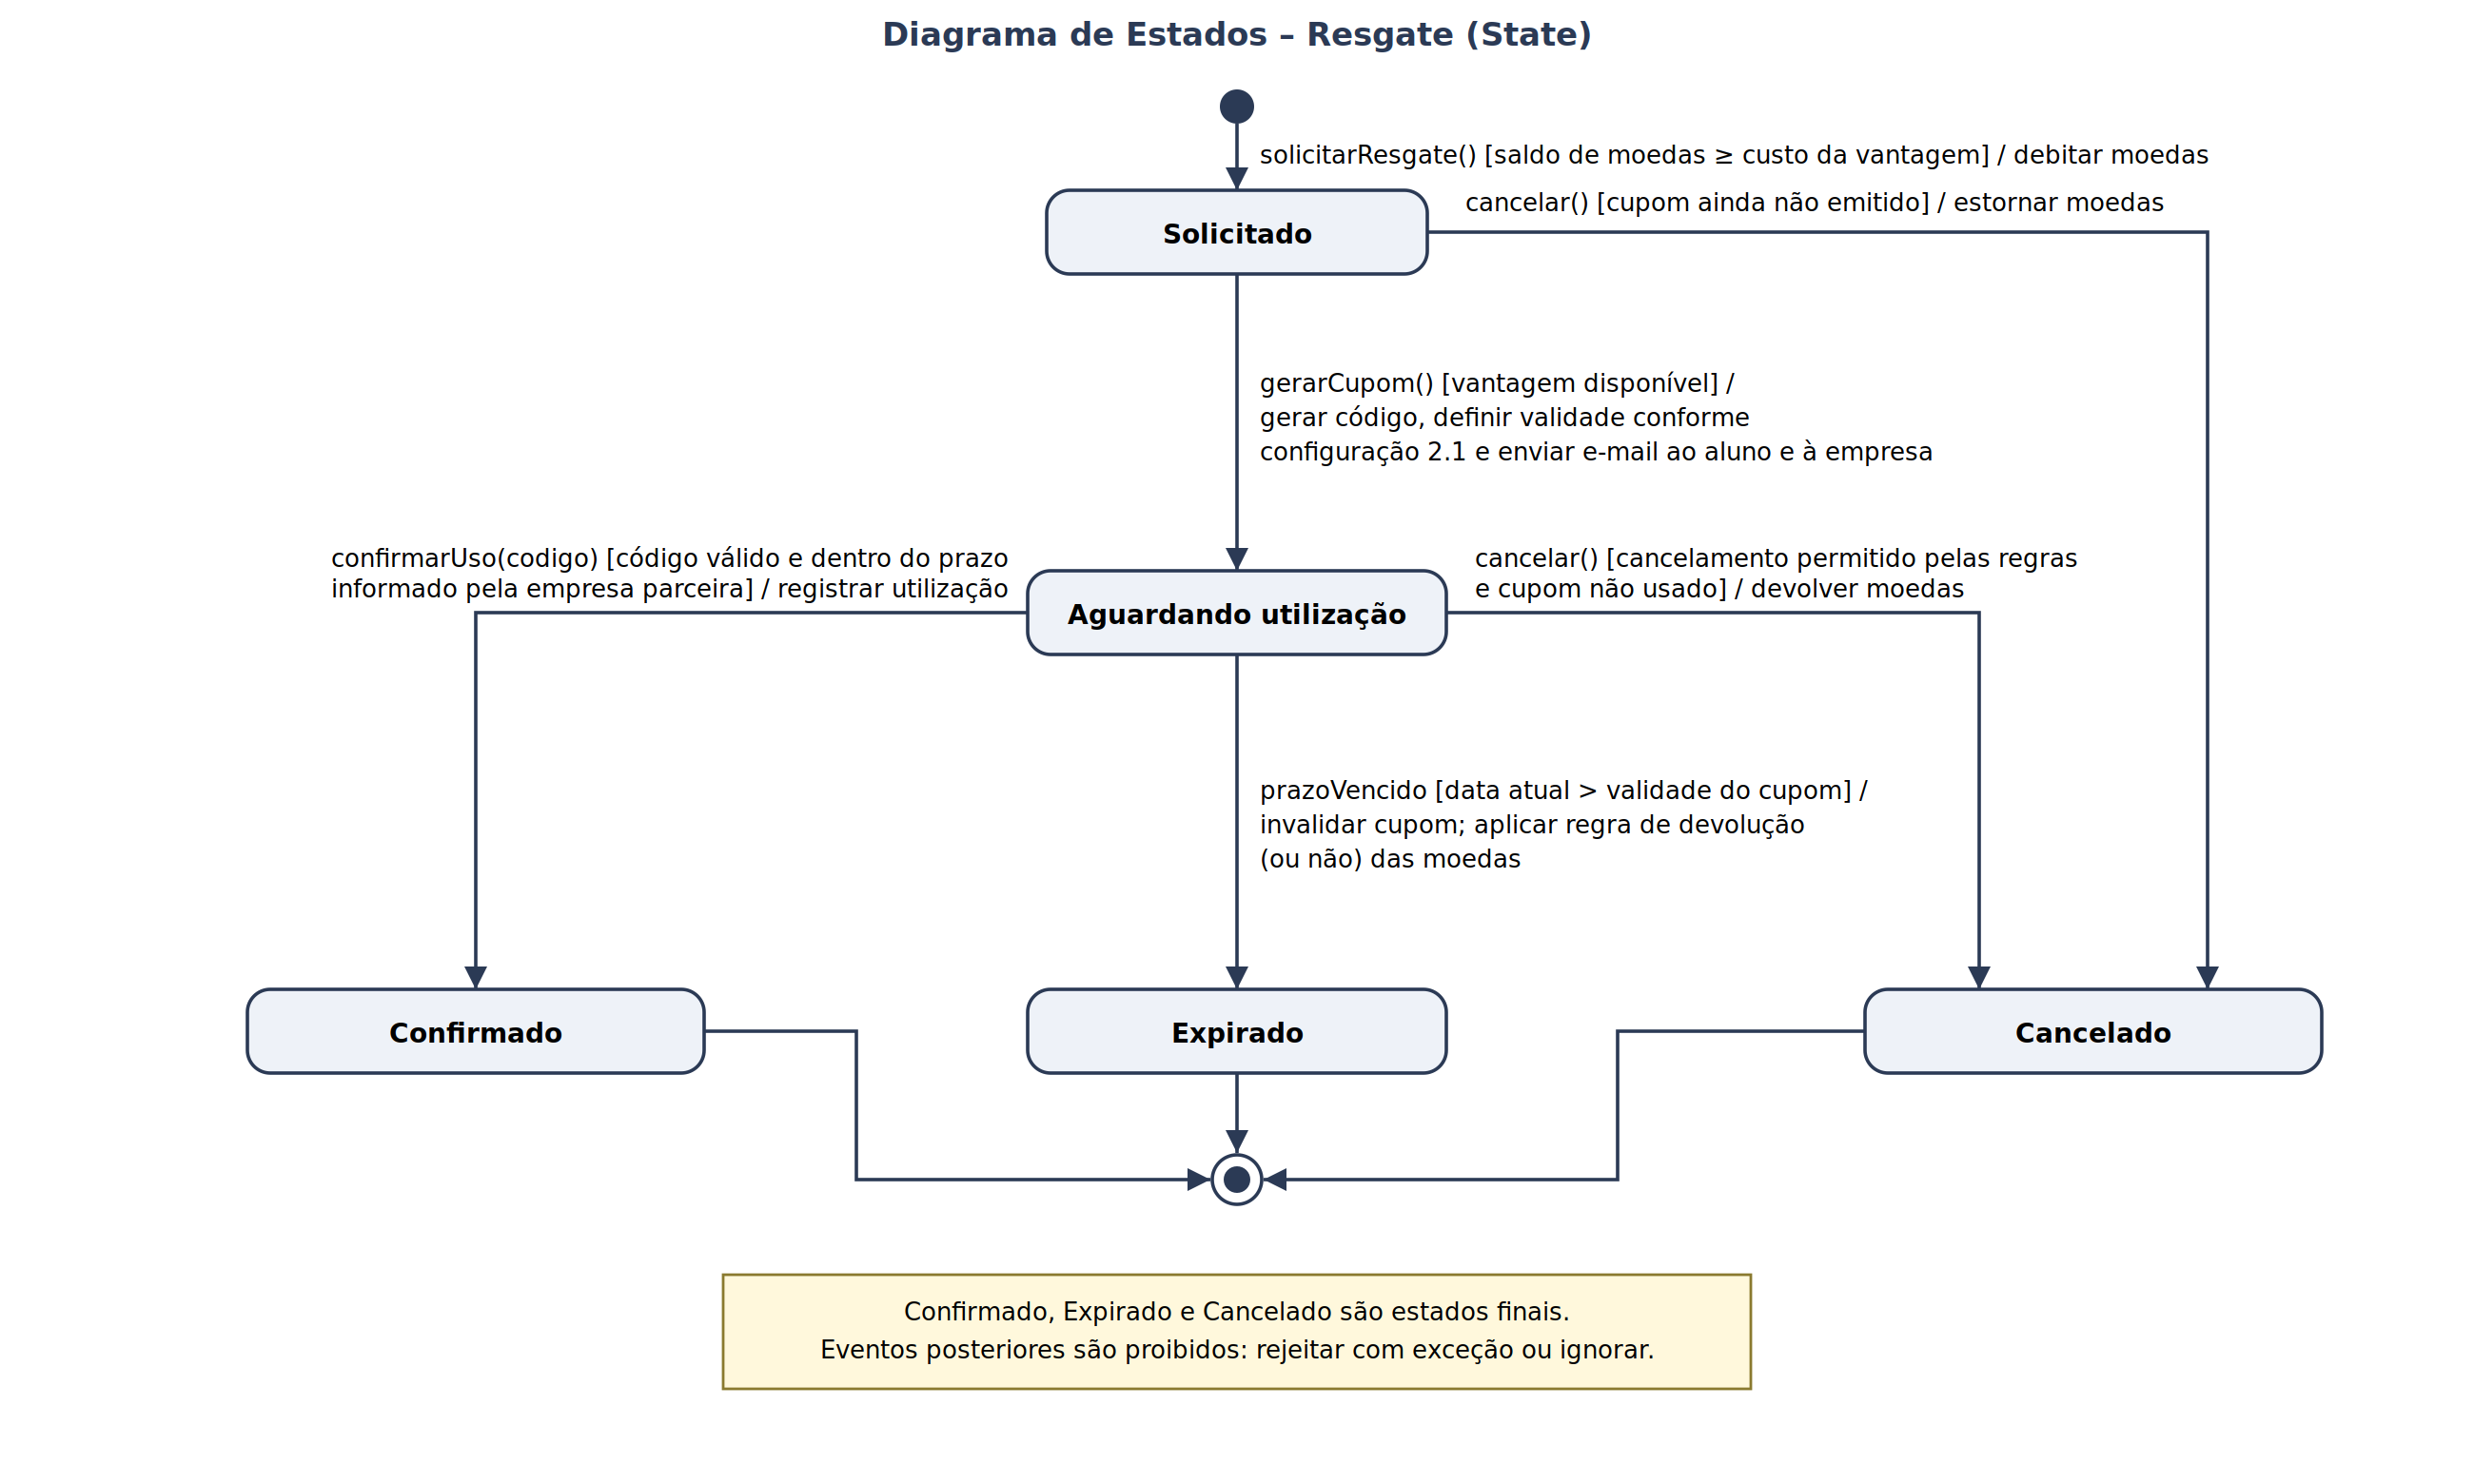 Diagrama de Estados – Resgate (State)
solicitarResgate() [saldo de moedas ≥ custo da vantagem] / debitar moedas
cancelar() [cupom ainda não emitido] / estornar moedas
Solicitado
gerarCupom() [vantagem disponível] /
gerar código, definir validade conforme
configuração 2.1 e enviar e-mail ao aluno e à empresa
confirmarUso(codigo) [código válido e dentro do prazo
informado pela empresa parceira] / registrar utilização
cancelar() [cancelamento permitido pelas regras
e cupom não usado] / devolver moedas
Aguardando utilização
prazoVencido [data atual > validade do cupom] /
invalidar cupom; aplicar regra de devolução
(ou não) das moedas
Confirmado
Expirado
Cancelado
Confirmado, Expirado e Cancelado são estados finais.
Eventos posteriores são proibidos: rejeitar com exceção ou ignorar.